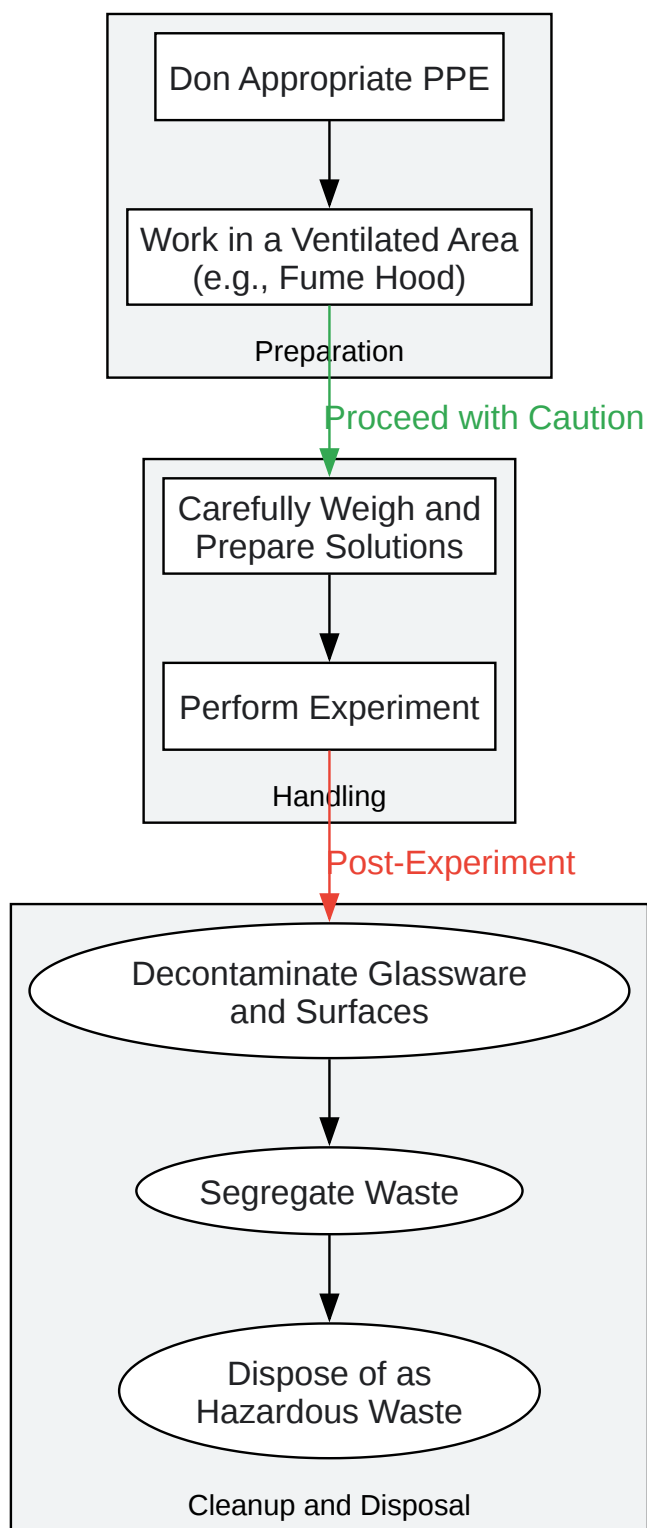 Don Appropriate PPE
Work in a Ventilated Area
(e.g., Fume Hood)
Preparation
Proceed with Caution
Carefully Weigh and
Prepare Solutions
Perform Experiment
Handling
Post-Experiment
Decontaminate Glassware
and Surfaces
Segregate Waste
Dispose of as
Hazardous Waste
Cleanup and Disposal